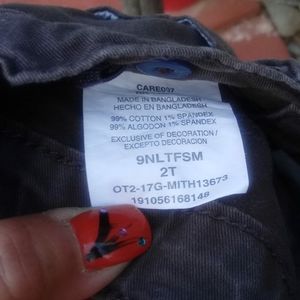 CARE097
MADE IN BANGLADESH
HECHO EN BANGLADESH
99% COTTON 1% SPANDEX
99% ALGODON 1% SPANDEX
EXCLUSIVE OF DECORATION /
EXCEPTO DECORACION
9NLTFSM
2T
OT2-17G-MITH13673
191056168148